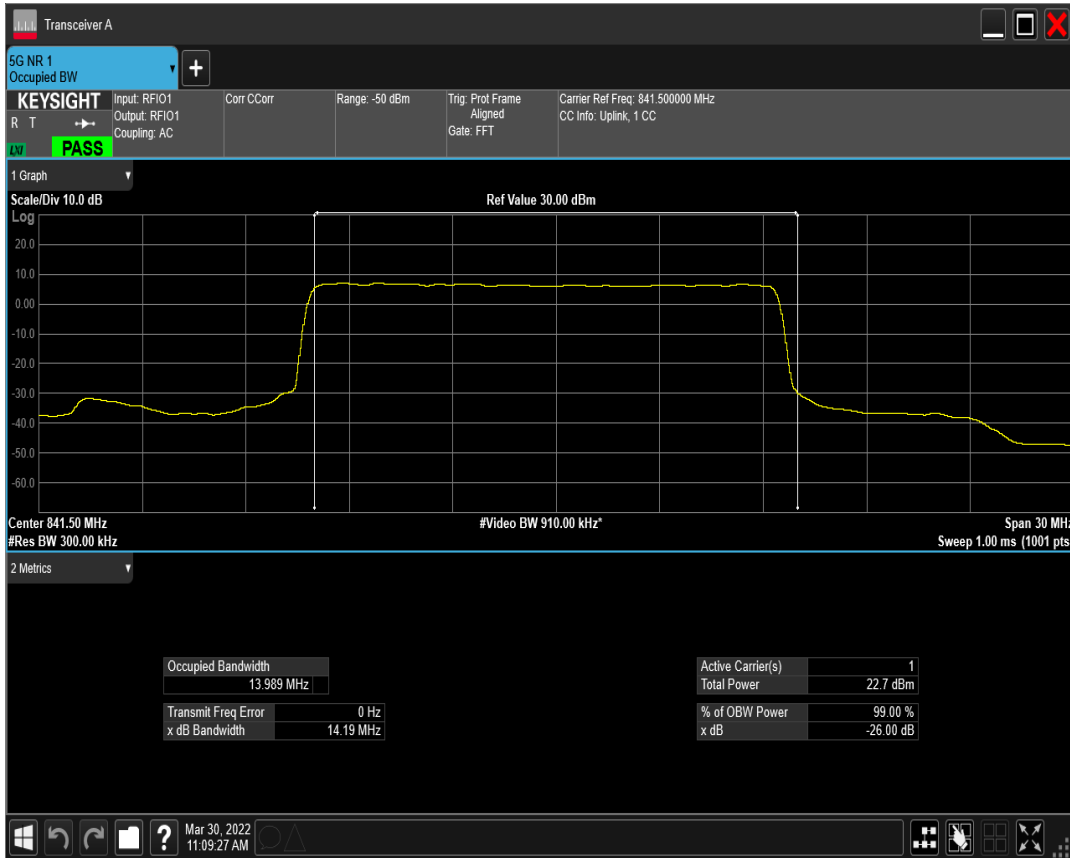 Transceiver A
5G NR 1
Occupied BW
KEYSIGHT
R T
LXI
PASS
Input: RFIO1
Output: RFIO1
Coupling: AC
Corr CCorr
Range: -50 dBm
Trig: Prot Frame
Aligned
Gate: FFT
Carrier Ref Freq: 841.500000 MHz
CC Info: Uplink, 1 CC
1 Graph
Scale/Div 10.0 dB
Ref Value 30.00 dBm
Log
20.0
10.0
0.00
-10.0
-20.0
-30.0
-40.0
-50.0
-60.0
Center 841.50 MHz
#Video BW 910.00 kHz*
Span 30 MHz
#Res BW 300.00 kHz
Sweep 1.00 ms (1001 pts
2 Metrics
Occupied Bandwidth
13.989 MHz
Transmit Freq Error 0 Hz
x dB Bandwidth 14.19 MHz
Active Carrier(s) 1
Total Power 22.7 dBm
% of OBW Power 99.00 %
x dB -26.00 dB
?
Mar 30, 2022
11:09:27 AM